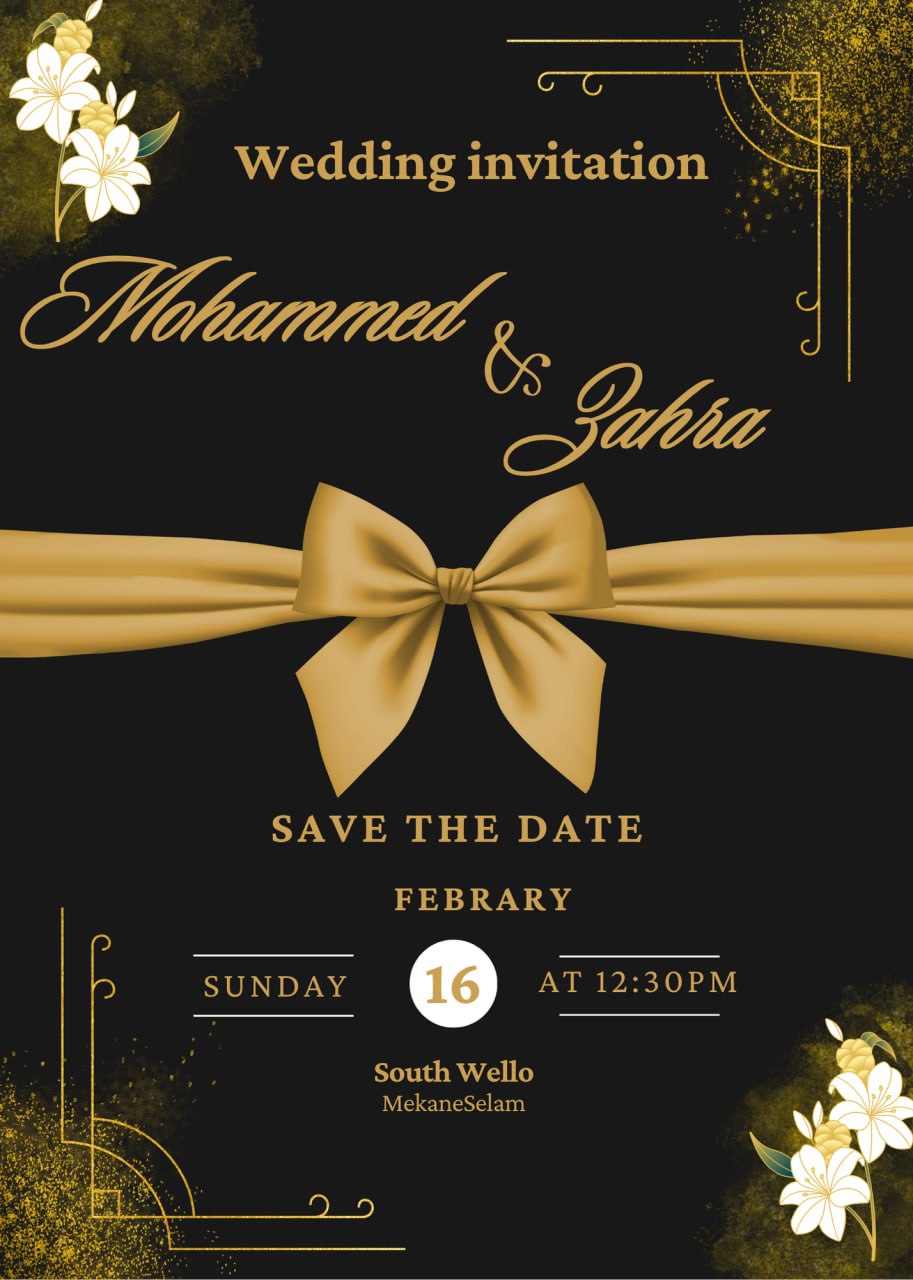 Wedding invitation
Mohammed
&
Zahra
SAVE THE DATE
FEBRARY
SUNDAY
16
AT 12:30PM
South Wello
MekaneSelam